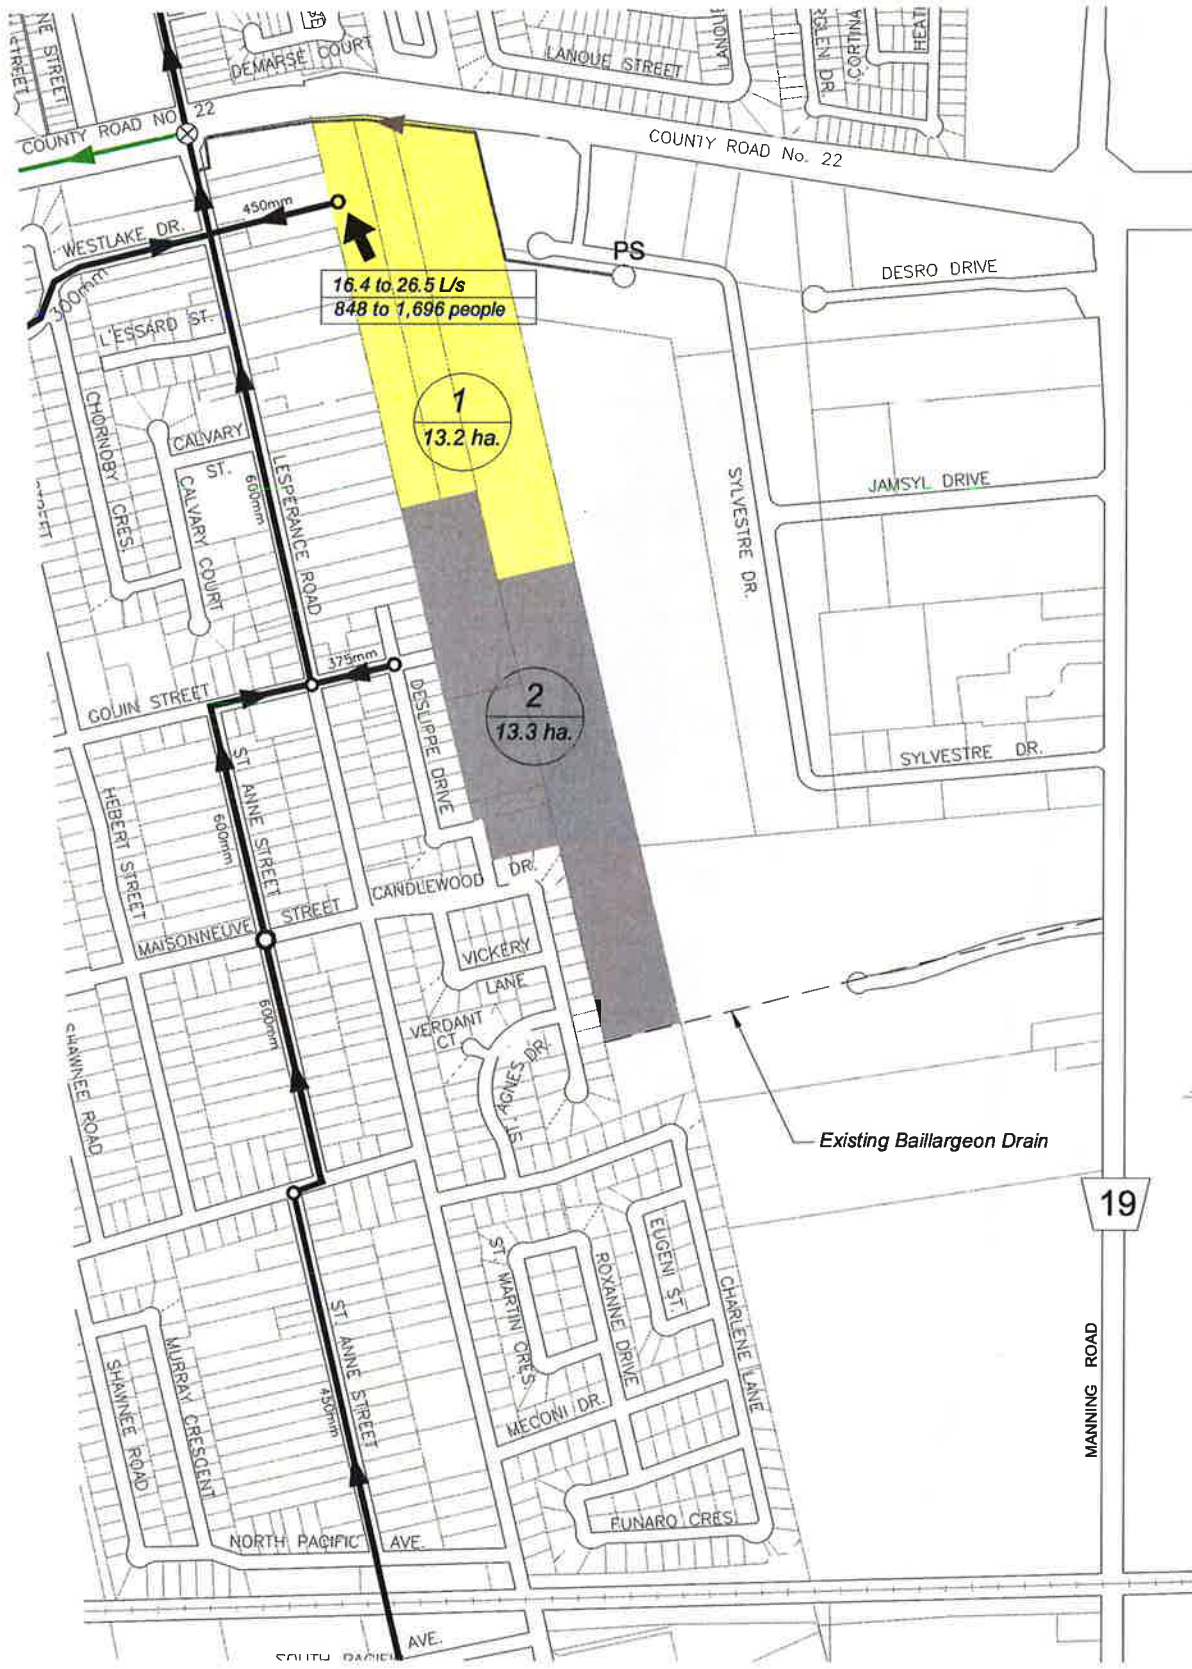 NE STREET
STREET
DEMARSE COURT
LANOUE STREET
CORTINA
HEAT
COUNTY ROAD NO. 22
COUNTY ROAD No. 22
450mm
WESTLAKE DR.
300mm
PS
DESRO DRIVE
16.4 to 26.5 L/s
848 to 1,696 people
L'ESSARD ST.
1
13.2 ha.
CHORNOBY CRES.
CALVARY
ST.
CALVARY COURT
600mm
LESPERANCE ROAD
SYLVESTRE DR.
JAMSYL DRIVE
375mm
GOUIN STREET
DESLIPPE DRIVE
2
13.3 ha.
SYLVESTRE DR.
HEBERT STREET
600mm
ST. ANNE STREET
CANDLEWOOD DR.
MAISONNEUVE STREET
VICKERY
LANE
SHAWNEE ROAD
600mm
VERDANT
CT.
ST. AGNES DR.
Existing Baillargeon Drain
19
EUGENI ST.
ST. MARTIN CRES
ROXANNE DRIVE
CHARLENE LANE
MURRAY CRESCENT
SHAWNEE ROAD
ST. ANNE STREET
450mm
MECONI DR.
MANNING ROAD
FUNARO CRES
NORTH PACIFIC AVE.
AVE.